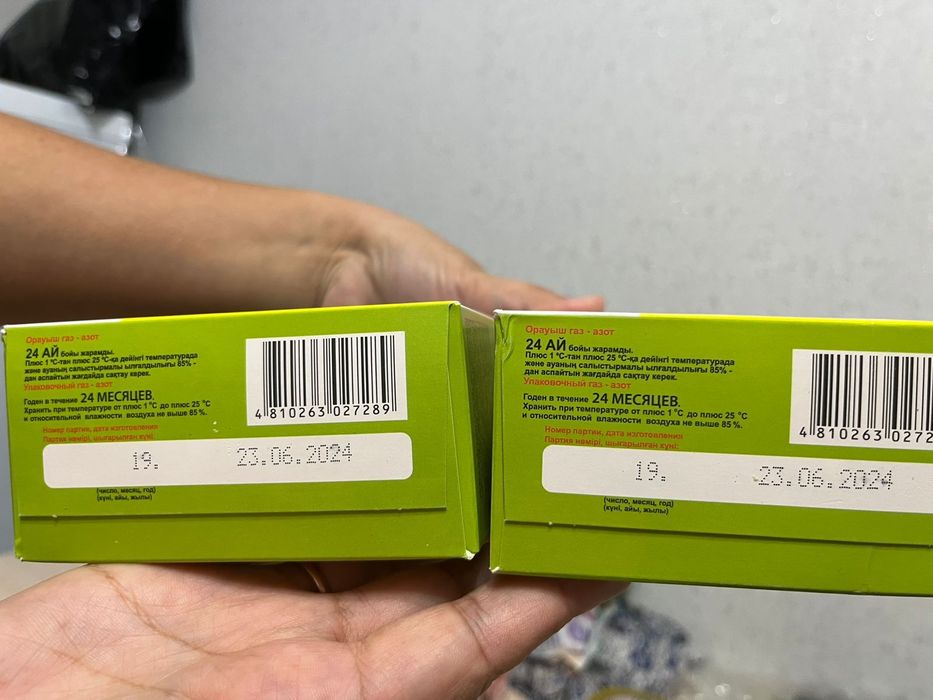 Орауыш газ - азот
24 АЙ бойы жарамды.
Плюс 1 °С-тан плюс 25 °С-қа дейінгі температурада
және ауаның салыстырмалы ылғалдылығы 85% -
дан аспайтын жағдайда сақтау керек.
Упаковочный газ - азот
Годен в течение 24 МЕСЯЦЕВ.
Хранить при температуре от плюс 1 °С до плюс 25 °С
и относительной влажности воздуха не выше 85 %.
4 810263 027289
Номер партии, дата изготовления
Партия нөмірі, шығарылған күні:
19. 23.06.2024
(число, месяц, год)
(күні, айы, жылы)
Орауыш газ - азот
24 АЙ бойы жарамды.
Плюс 1 °С-тан плюс 25 °С-қа дейінгі температурада
және ауаның салыстырмалы ылғалдылығы 85% -
дан аспайтын жағдайда сақтау керек.
Упаковочный газ - азот
Годен в течение 24 МЕСЯЦЕВ.
Хранить при температуре от плюс 1 °С до плюс 25 °С
и относительной влажности воздуха не выше 85 %.
4 810263 0272
Номер партии, дата изготовления
Партия нөмірі, шығарылған күні:
19. 23.06.2024
(число, месяц, год)
(күні, айы, жылы)